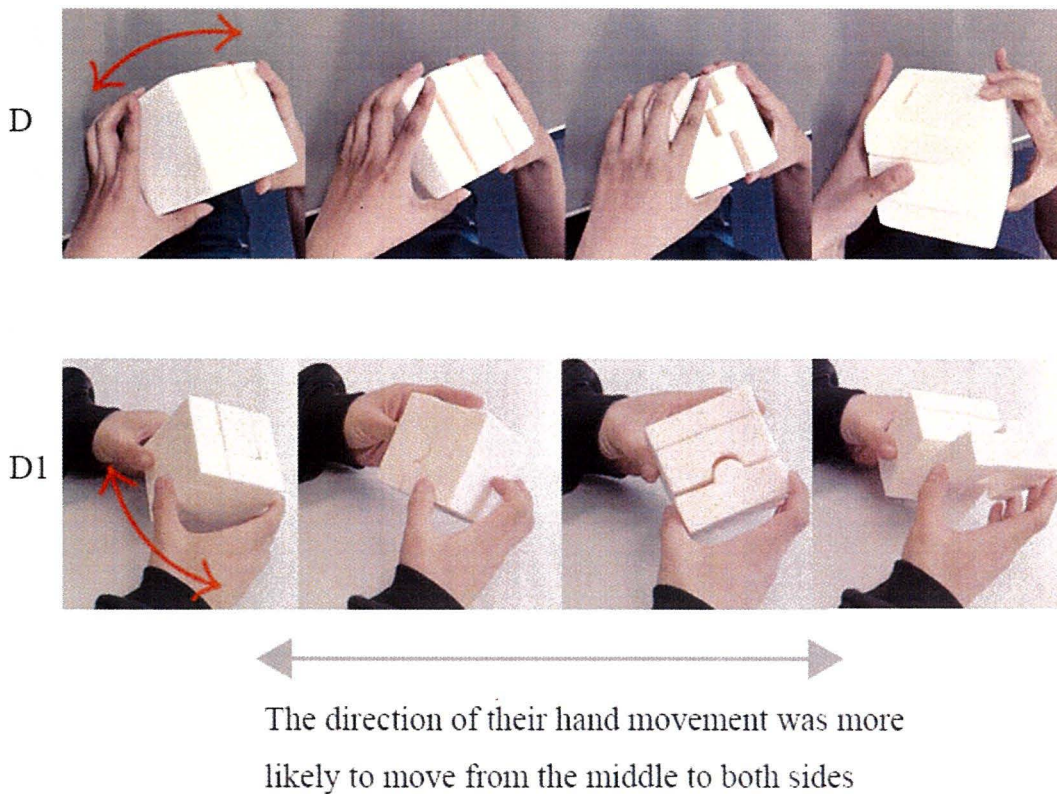 D
D1
The direction of their hand movement was more
likely to move from the middle to both sides